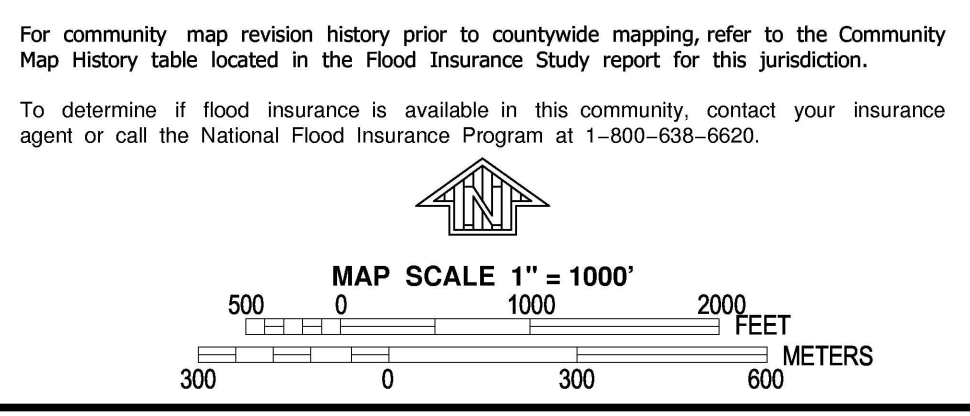 For community map revision history prior to countywide mapping, refer to the Community
Map History table located in the Flood Insurance Study report for this jurisdiction.
To determine if flood insurance is available in this community, contact your insurance
agent or call the National Flood Insurance Program at 1–800–638–6620.
N
MAP SCALE 1" = 1000’
500 0 1000 2000
FEET
METERS
300 0 300 600